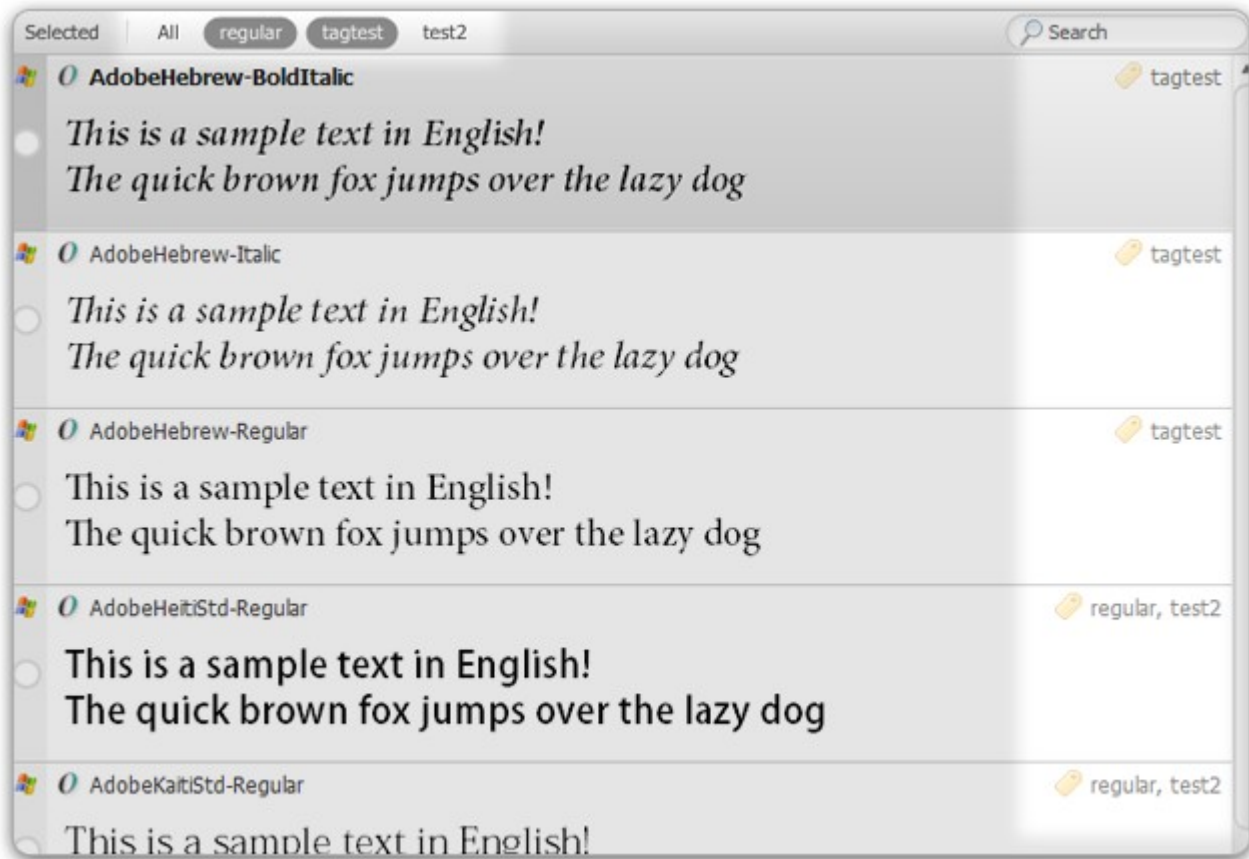 Selected All regular tagtest test2 Search
AdobeHebrew-BoldItalic tagtest
This is a sample text in English!
The quick brown fox jumps over the lazy dog
AdobeHebrew-Italic tagtest
This is a sample text in English!
The quick brown fox jumps over the lazy dog
AdobeHebrew-Regular tagtest
This is a sample text in English!
The quick brown fox jumps over the lazy dog
AdobeHeitiStd-Regular regular, test2
This is a sample text in English!
The quick brown fox jumps over the lazy dog
AdobeKaitiStd-Regular regular, test2
This is a sample text in English!